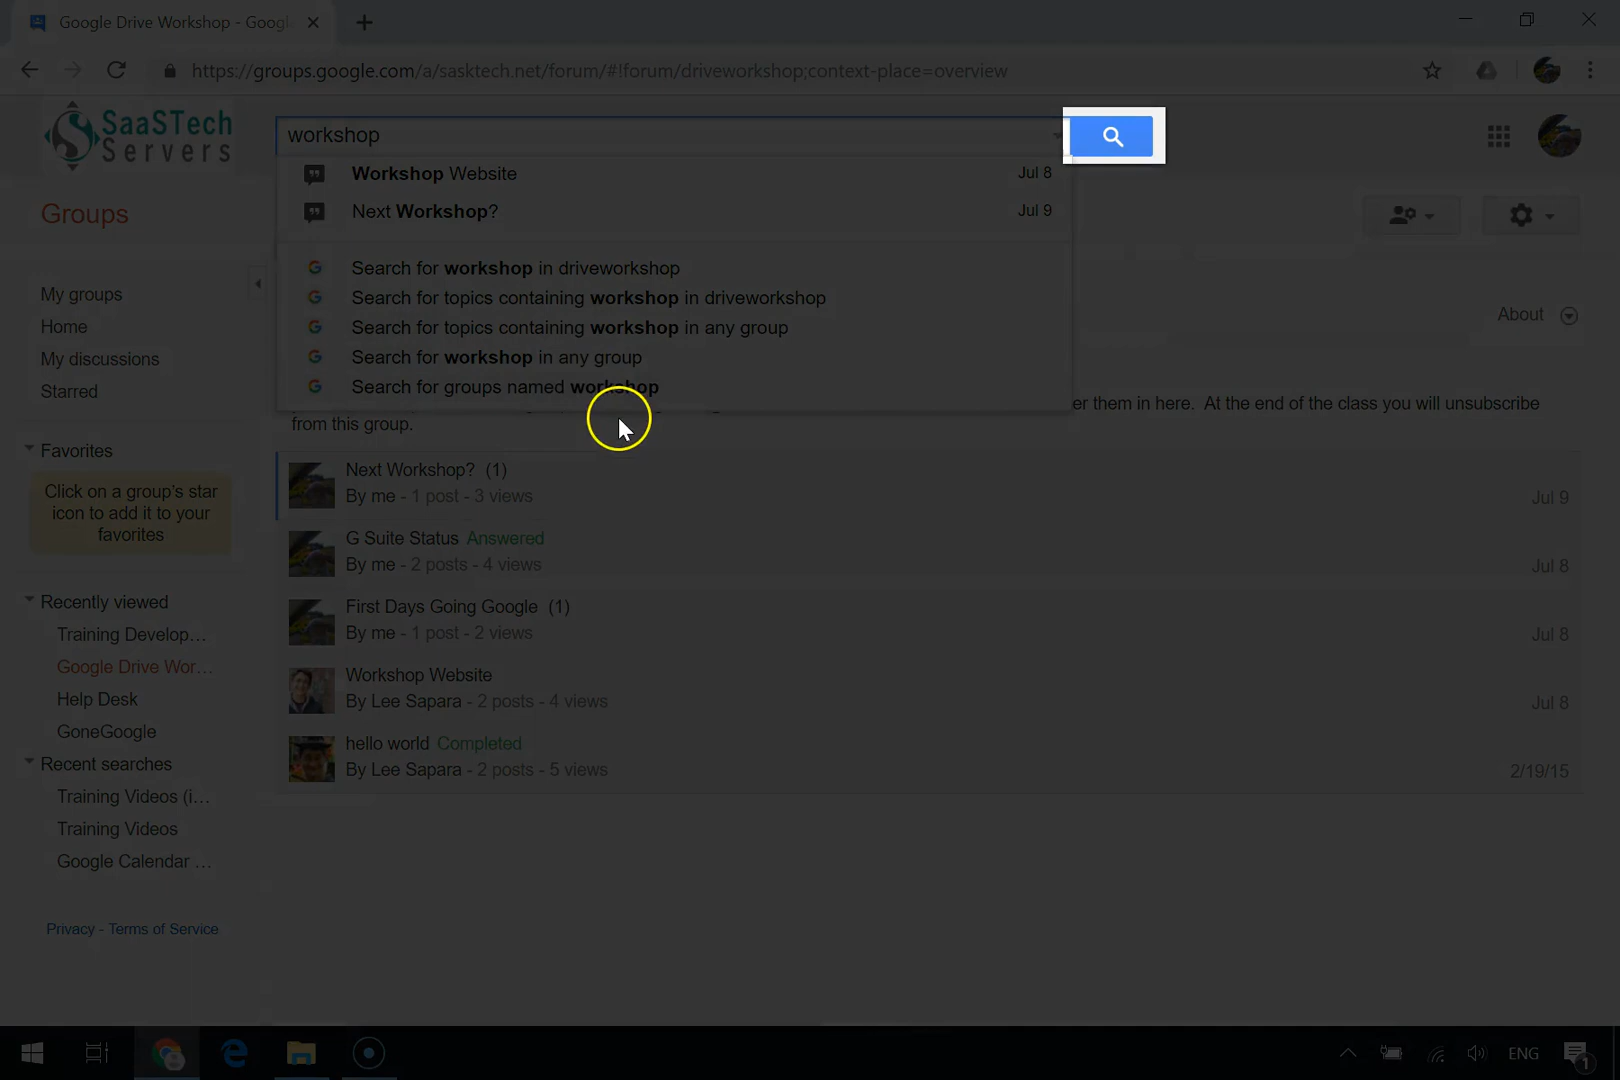 Google Drive Workshop - Googl
https://groups.google.com/a/sasktech.net/forum/#!forum/driveworkshop;context-place=overview
SaaSTech
Servers
workshop
Workshop Website Jul 8
Next Workshop? Jul 9
Search for workshop in driveworkshop
Search for topics containing workshop in driveworkshop
Search for topics containing workshop in any group
Search for workshop in any group
Search for groups named workshop
Groups
My groups
Home
My discussions
Starred
Favorites
Click on a group's star
icon to add it to your
favorites
Recently viewed
Training Develop...
Google Drive Wor...
Help Desk
GoneGoogle
Recent searches
Training Videos (i...
Training Videos
Google Calendar ...
Privacy - Terms of Service
About
er them in here. At the end of the class you will unsubscribe
from this group.
Next Workshop? (1)
By me - 1 post - 3 views
Jul 9
G Suite Status Answered
By me - 2 posts - 4 views
Jul 8
First Days Going Google (1)
By me - 1 post - 2 views
Jul 8
Workshop Website
By Lee Sapara - 2 posts - 4 views
Jul 8
hello world Completed
By Lee Sapara - 2 posts - 5 views
2/19/15
ENG
1